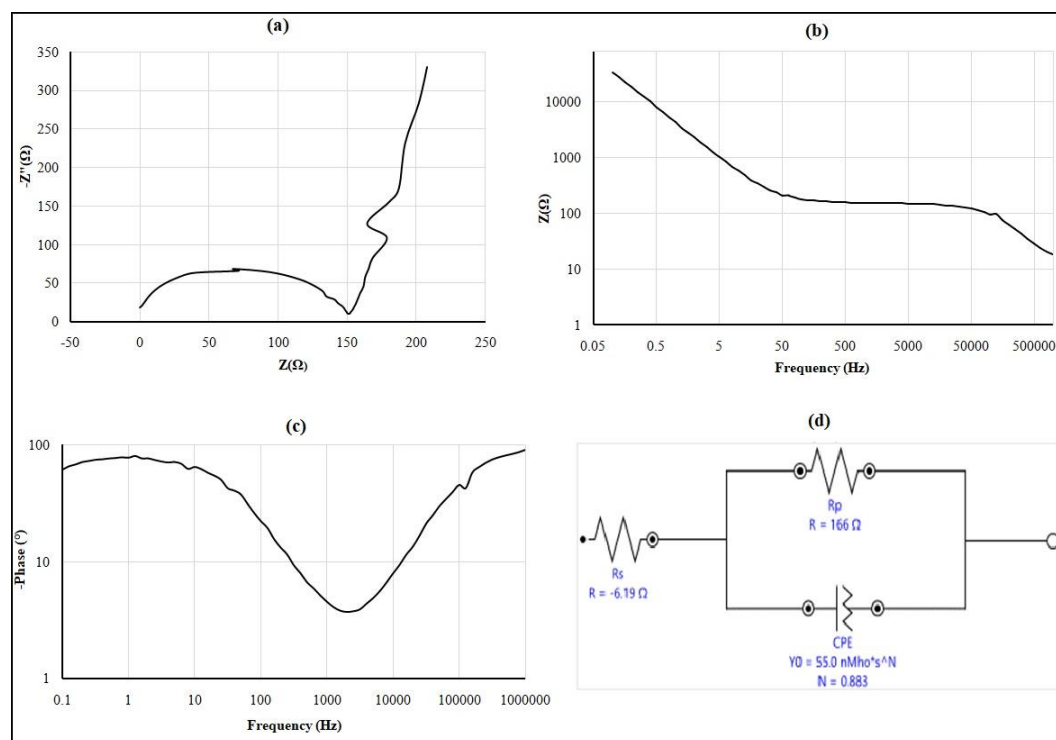 (a)
350
300
250
200
150
100
50
0
-Z"(Ω)
-50
0
50
100
150
200
250
Z(Ω)
(b)
10000
1000
100
10
1
Z(Ω)
0.05
0.5
5
50
500
5000
50000
500000
Frequency (Hz)
(c)
100
10
1
-Phase (°)
0.1
1
10
100
1000
10000
100000
1000000
Frequency (Hz)
(d)
Rp
R = 166 Ω
Rs
R = -6.19 Ω
CPE
Y0 = 55.0 nMho*s^N
N = 0.883